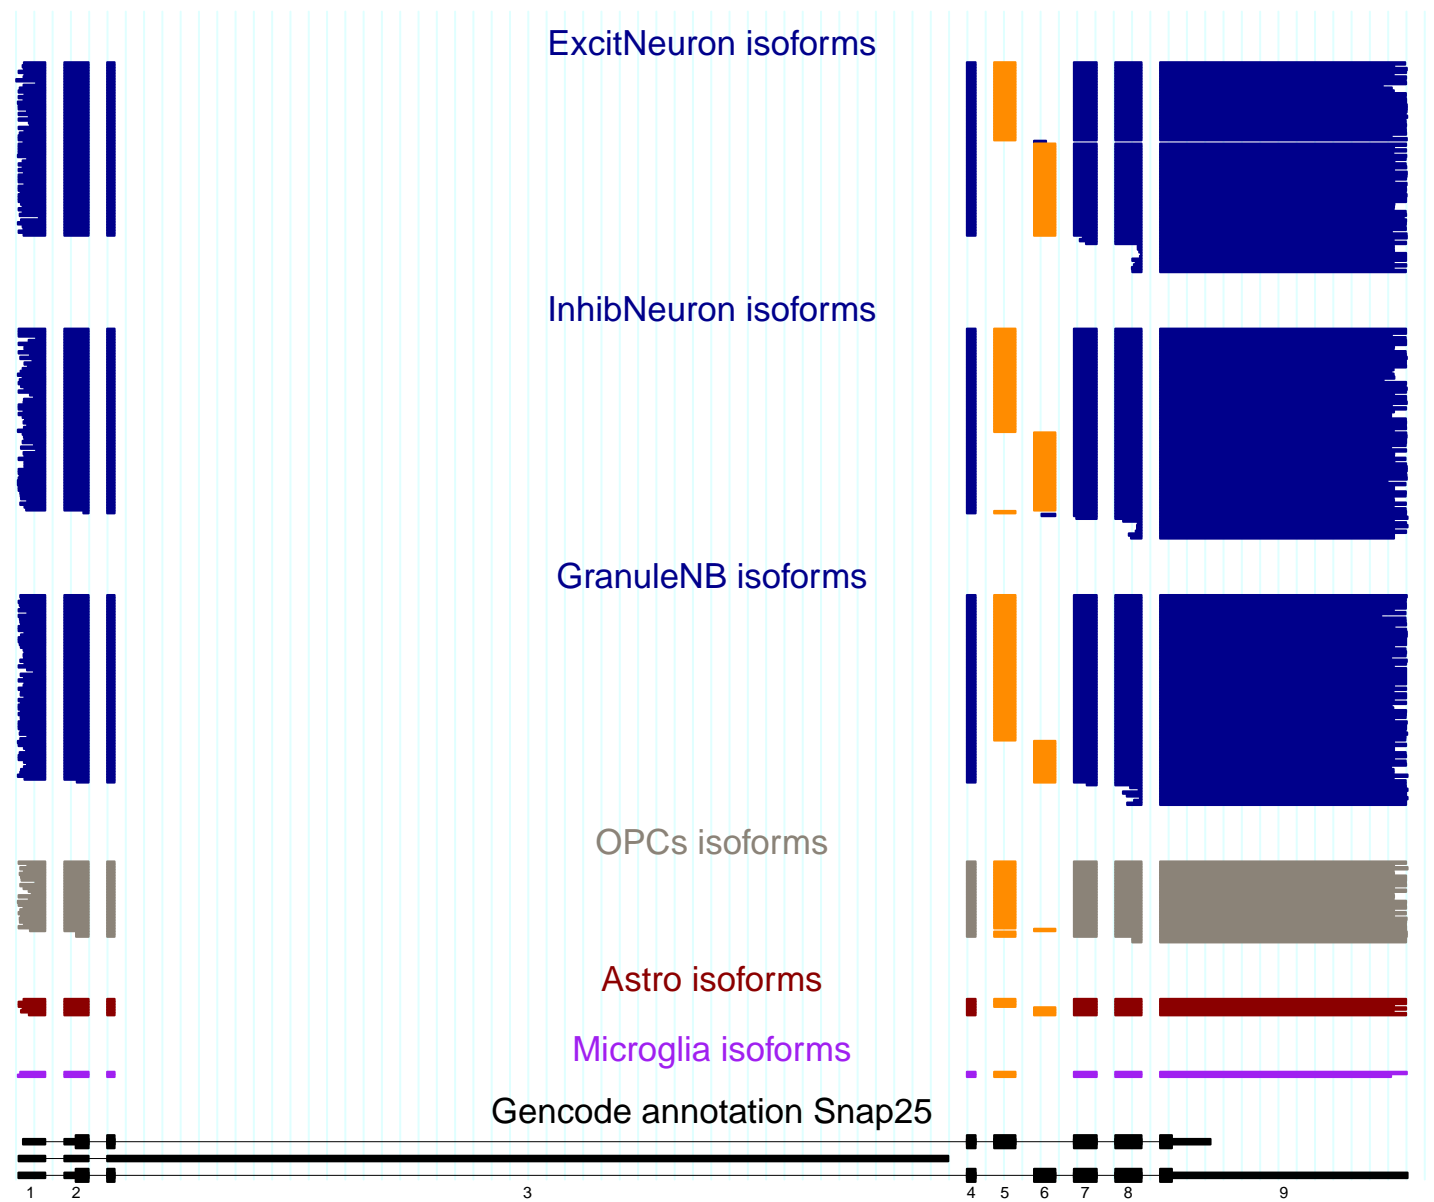 ExcitNeuron isoforms
InhibNeuron isoforms
GranuleNB isoforms
OPCs isoforms
Astro isoforms
Microglia isoforms
Gencode annotation Snap25
1 2 3 4 5 6 7 8 9